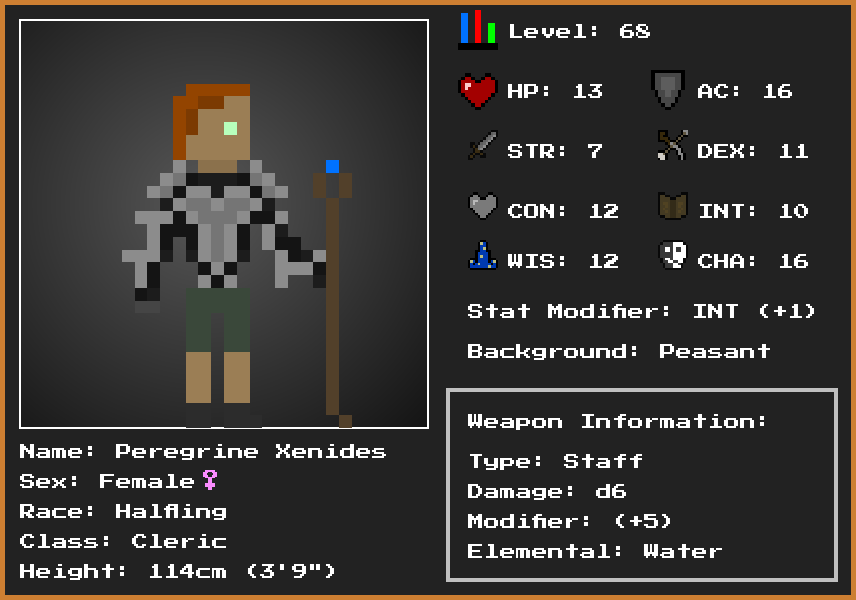 Level: 68
HP: 13 AC: 16
STR: 7 DEX: 11
CON: 12 INT: 10
WIS: 12 CHA: 16
Stat Modifier: INT (+1)
Background: Peasant
Weapon Information:
Type: Staff
Damage: d6
Modifier: (+5)
Elemental: Water
Name: Peregrine Xenides
Sex: Female♀
Race: Halfling
Class: Cleric
Height: 114cm (3'9")